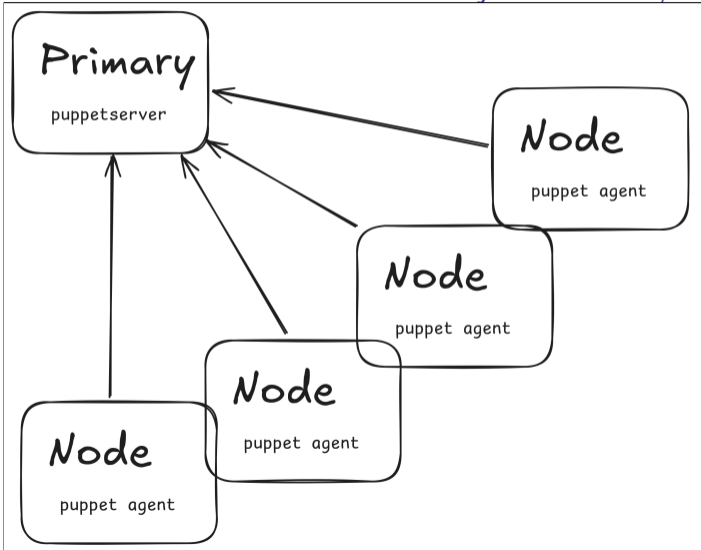 Primary
puppetserver
Node
puppet agent
Node
puppet agent
Node
puppet agent
Node
puppet agent